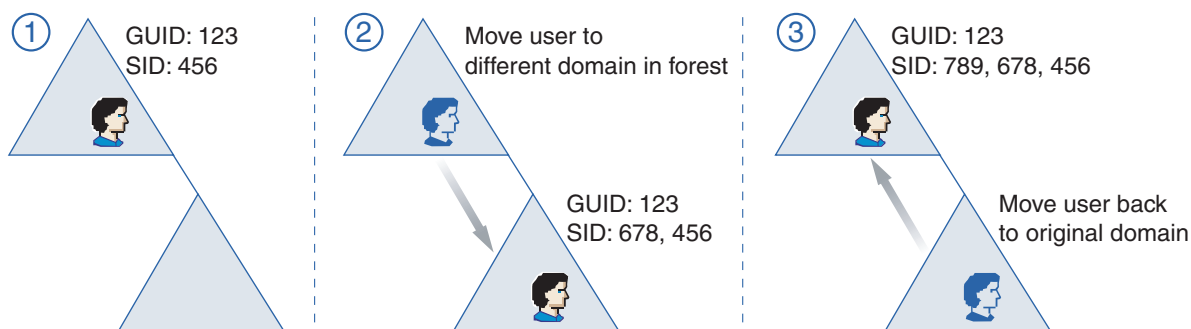 1
GUID: 123
SID: 456
2
Move user to
different domain in forest
GUID: 123
SID: 678, 456
3
GUID: 123
SID: 789, 678, 456
Move user back
to original domain